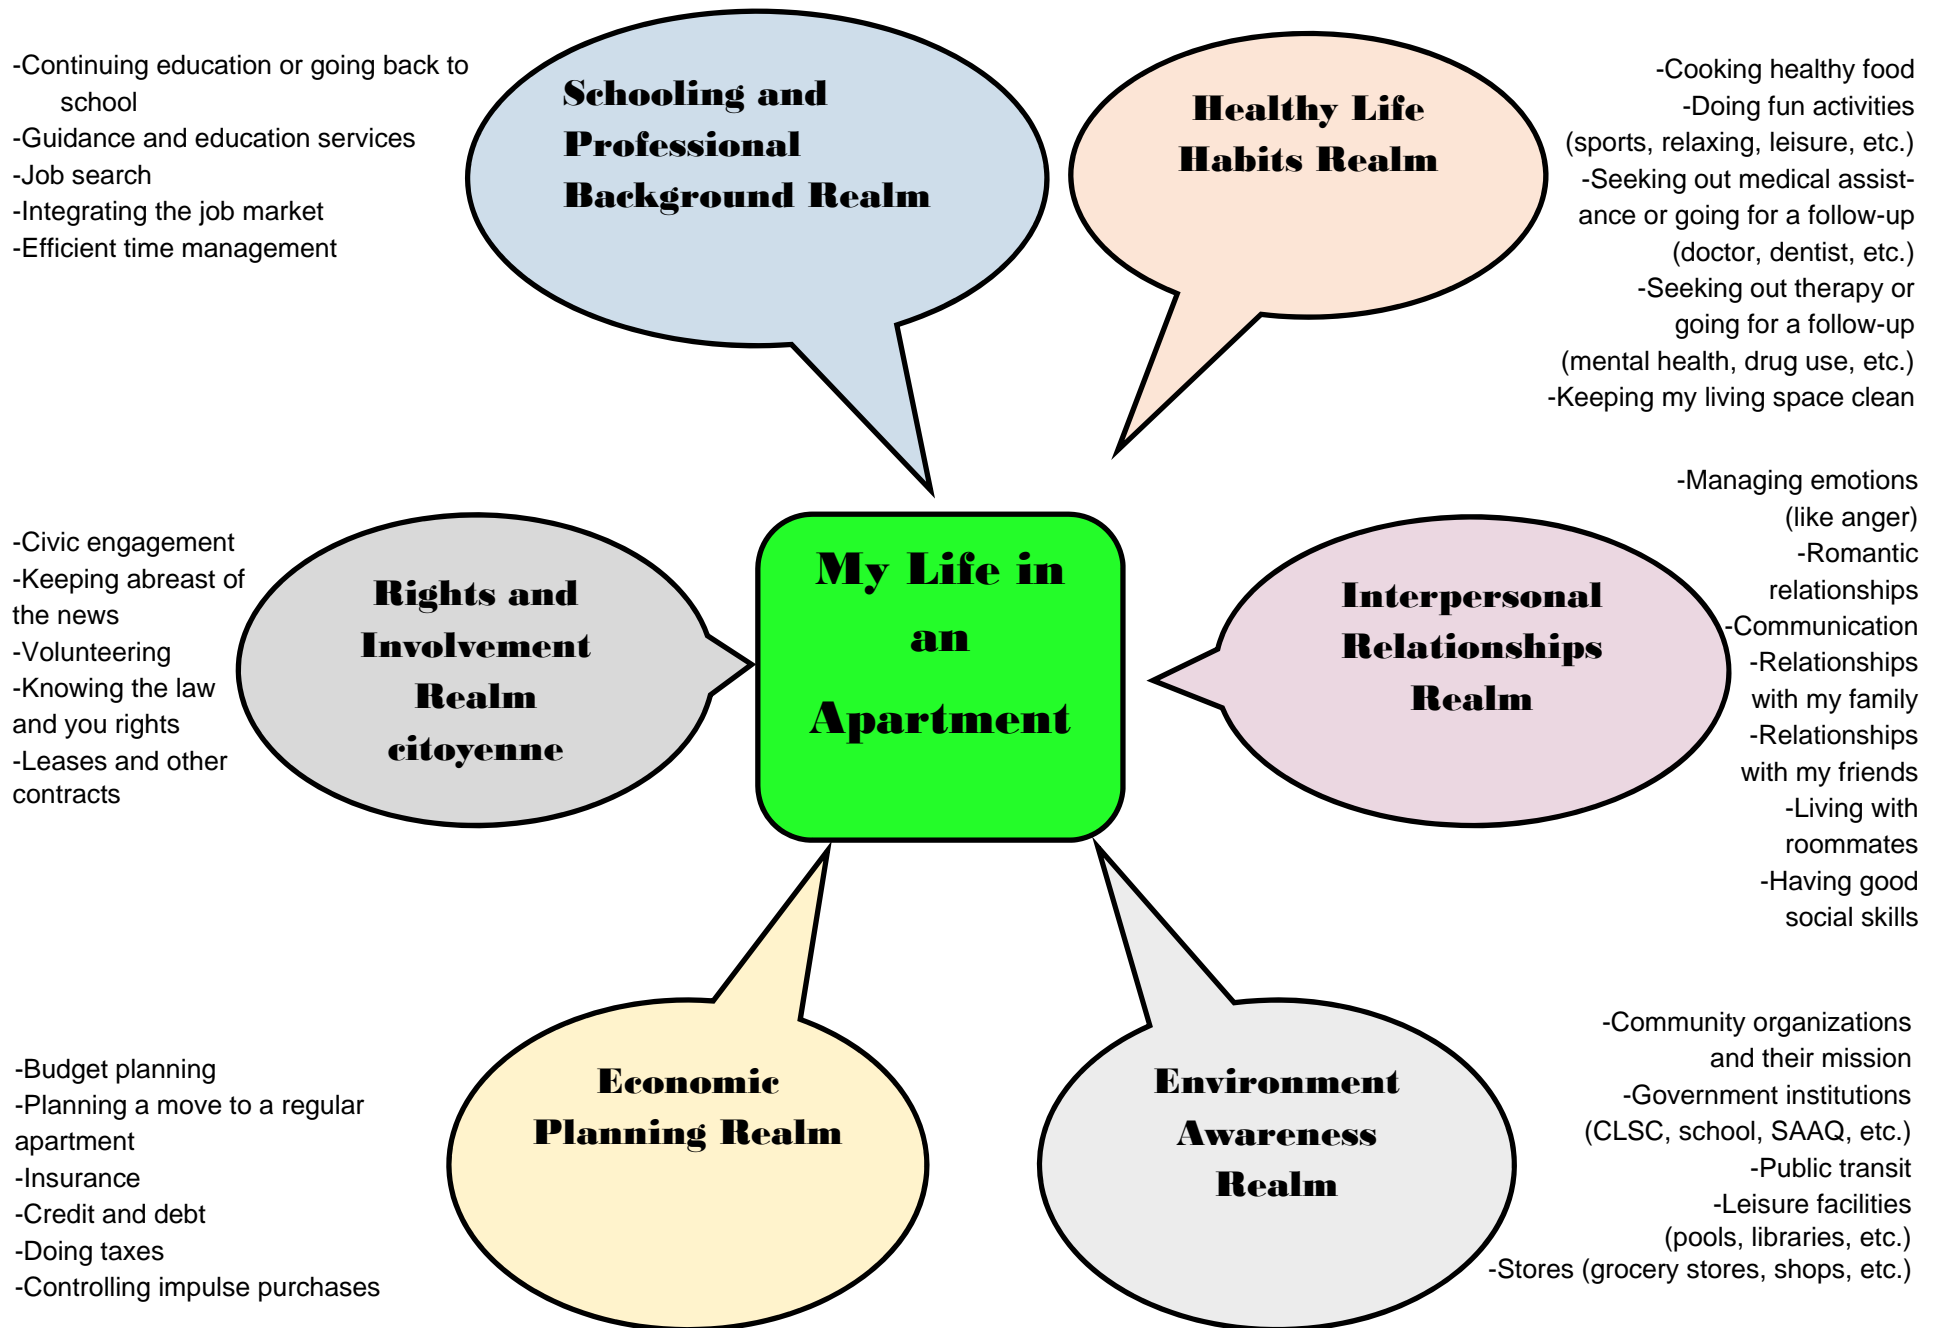 -Continuing education or going back to
school
-Guidance and education services
-Job search
-Integrating the job market
-Efficient time management
Schooling and
Professional
Background Realm
Healthy Life
Habits Realm
-Cooking healthy food
-Doing fun activities
(sports, relaxing, leisure, etc.)
-Seeking out medical assist-
ance or going for a follow-up
(doctor, dentist, etc.)
-Seeking out therapy or
going for a follow-up
(mental health, drug use, etc.)
-Keeping my living space clean
-Civic engagement
-Keeping abreast of
the news
-Volunteering
-Knowing the law
and you rights
-Leases and other
contracts
Rights and
Involvement
Realm
citoyenne
My Life in
an
Apartment
Interpersonal
Relationships
Realm
-Managing emotions
(like anger)
-Romantic
relationships
-Communication
-Relationships
with my family
-Relationships
with my friends
-Living with
roommates
-Having good
social skills
-Budget planning
-Planning a move to a regular
apartment
-Insurance
-Credit and debt
-Doing taxes
-Controlling impulse purchases
Economic
Planning Realm
Environment
Awareness
Realm
-Community organizations
and their mission
-Government institutions
(CLSC, school, SAAQ, etc.)
-Public transit
-Leisure facilities
(pools, libraries, etc.)
-Stores (grocery stores, shops, etc.)